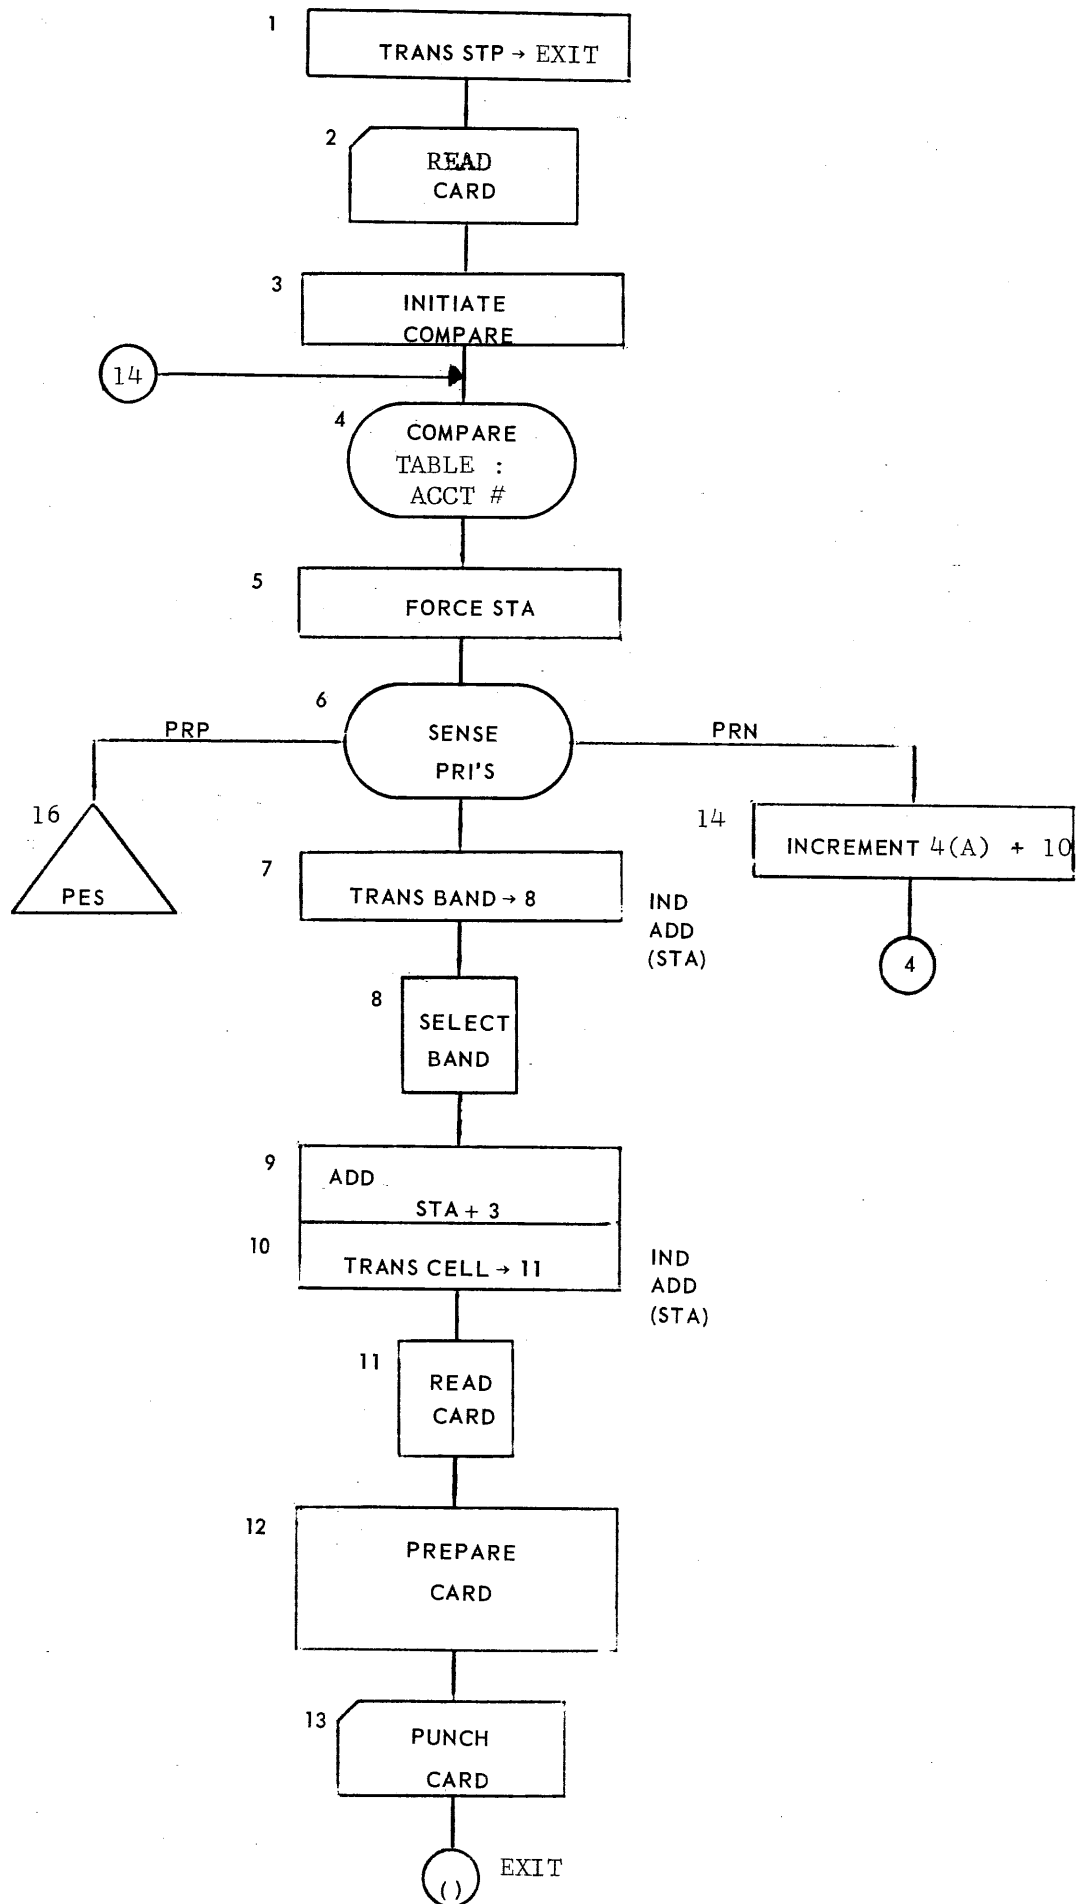 1
TRANS STP → EXIT
2
READ
CARD
3
INITIATE
COMPARE
14
4
COMPARE
TABLE :
ACCT #
5
FORCE STA
6
SENSE
PRI'S
PRP
PRN
16
PES
14
INCREMENT 4(A) + 10
4
7
TRANS BAND → 8
IND
ADD
(STA)
8
SELECT
BAND
9
ADD
STA + 3
10
TRANS CELL → 11
IND
ADD
(STA)
11
READ
CARD
12
PREPARE
CARD
13
PUNCH
CARD
()
EXIT